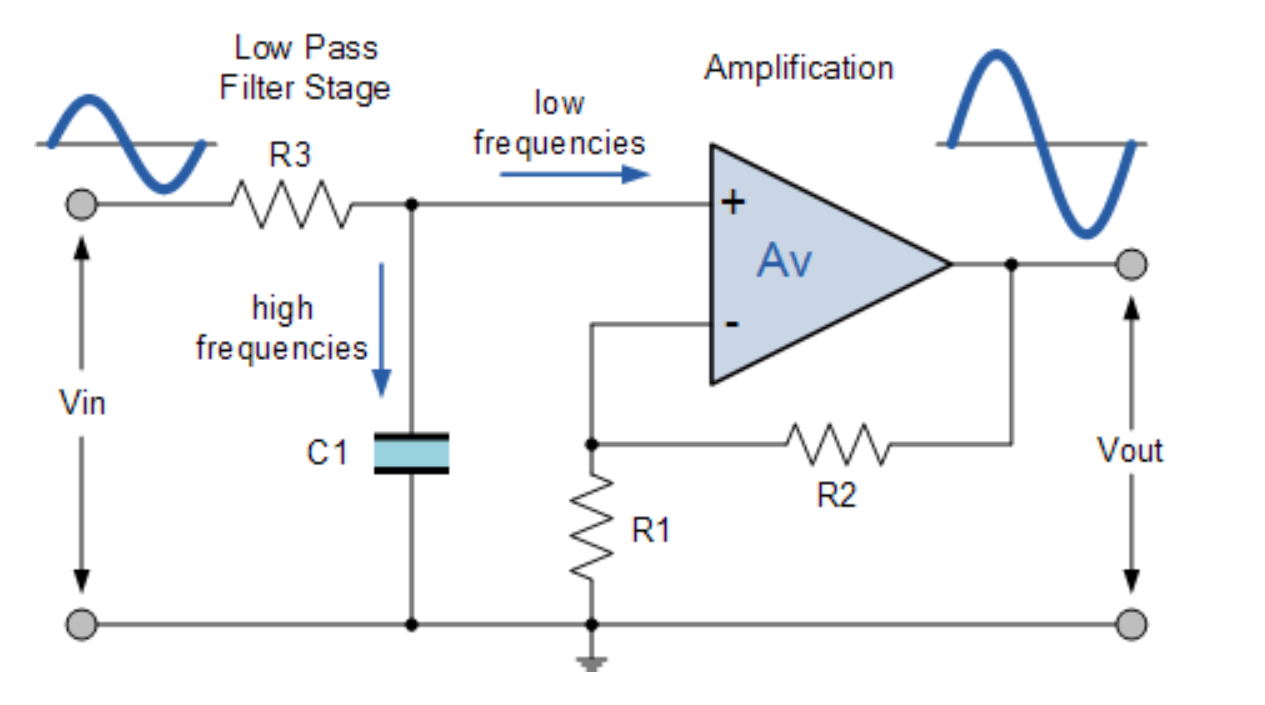 Low Pass
Filter Stage
Amplification
low
frequencies
R3
+
Av
high
frequencies
-
Vin
C1
Vout
R2
R1